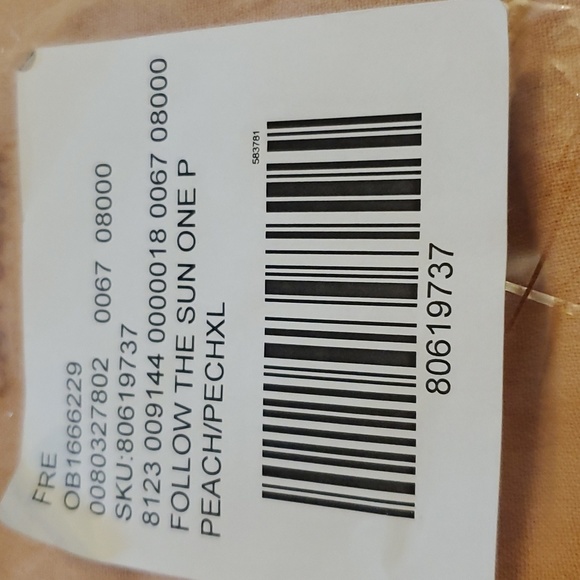 FRE
OB1666229
0080327802 0067 08000
SKU:80619737
8123 009144 0000018 0067 08000
FOLLOW THE SUN ONE P
PEACH/PECHXL
583781
80619737